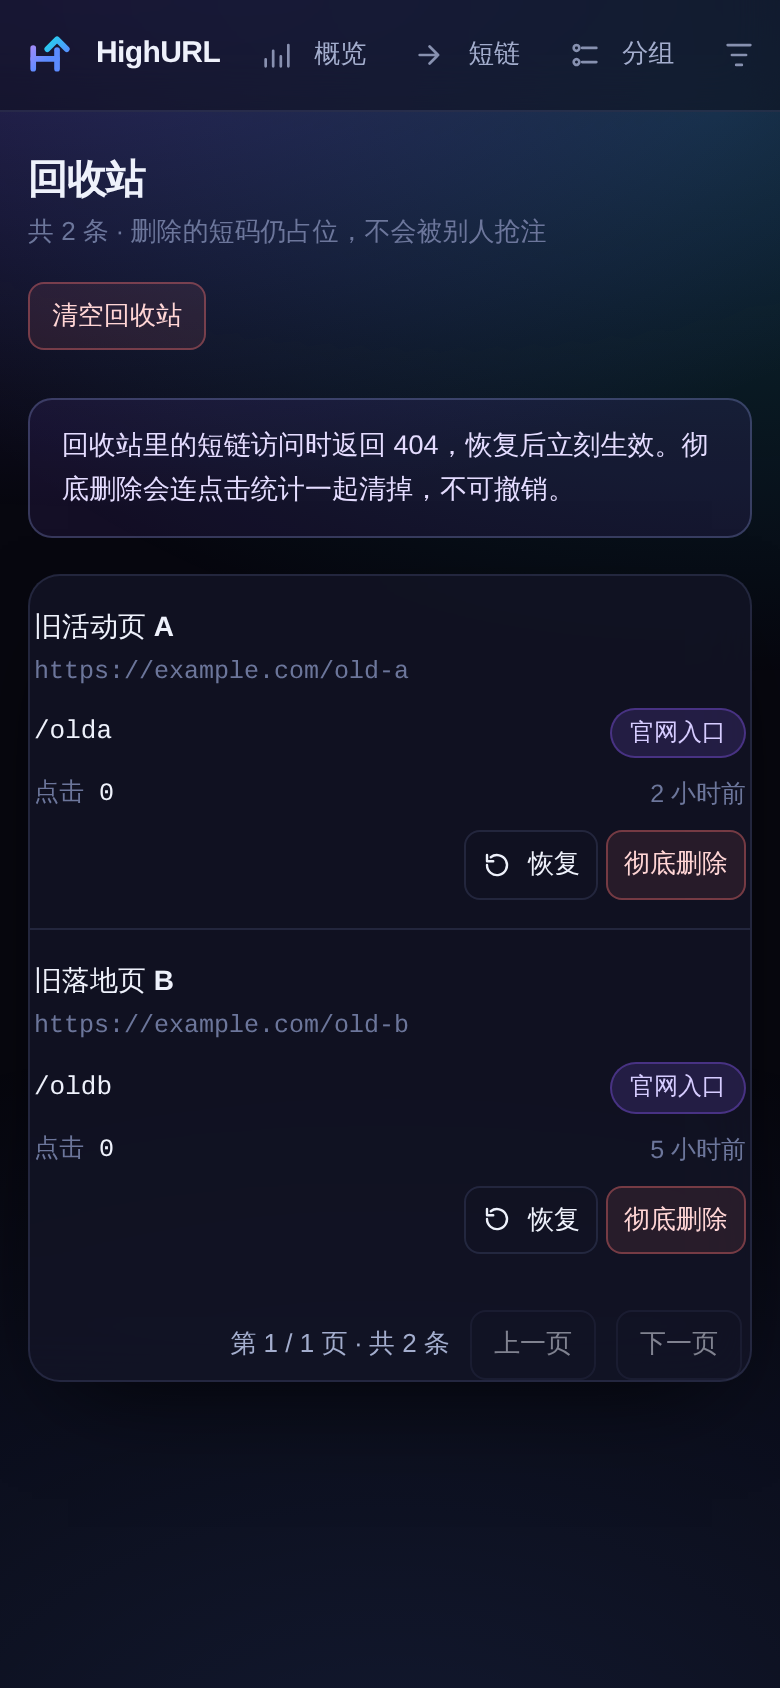 HighURL 概览 短链 分组
回收站
共 2 条 · 删除的短码仍占位，不会被别人抢注
清空回收站
回收站里的短链访问时返回 404，恢复后立刻生效。彻
底删除会连点击统计一起清掉，不可撤销。
旧活动页 A
https://example.com/old-a
/olda 官网入口
点击 0 2 小时前
恢复 彻底删除
旧落地页 B
https://example.com/old-b
/oldb 官网入口
点击 0 5 小时前
恢复 彻底删除
第 1 / 1 页 · 共 2 条 上一页 下一页